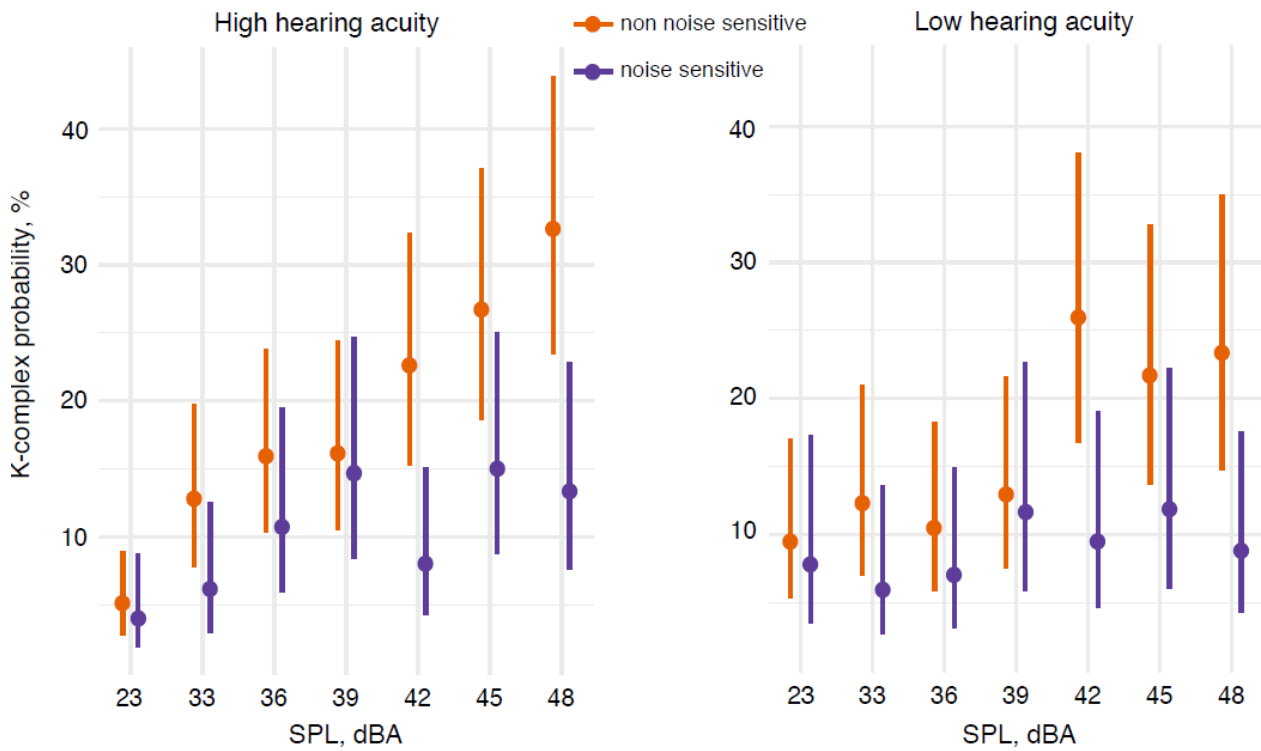 High hearing acuity
non noise sensitive
noise sensitive
Low hearing acuity
K-complex probability, %
40
30
20
10
23 33 36 39 42 45 48
SPL, dBA
40
30
20
10
23 33 36 39 42 45 48
SPL, dBA